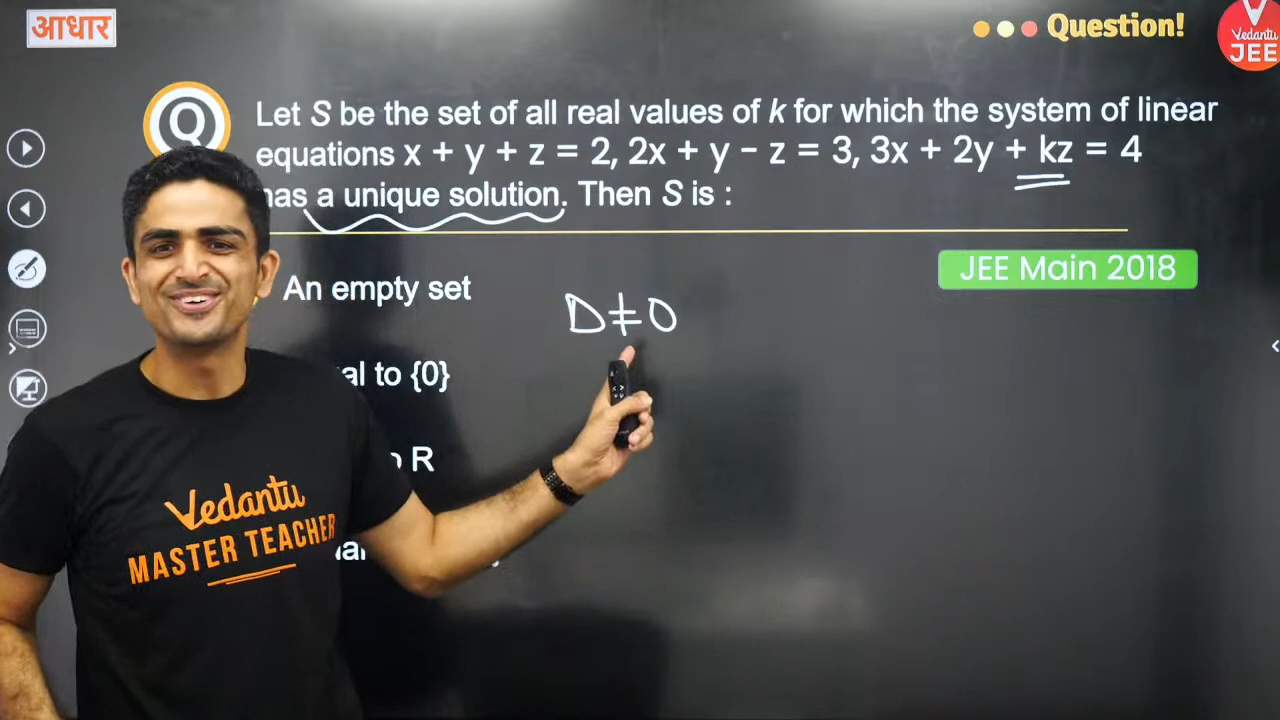 आधार
Question!
Vedantu
JEE
Q
Let S be the set of all real values of k for which the system of linear
equations x + y + z = 2, 2x + y − z = 3, 3x + 2y + kz = 4
has a unique solution. Then S is :
JEE Main 2018
An empty set
D≠0
to {0}
R
Vedantu
MASTER TEACHER